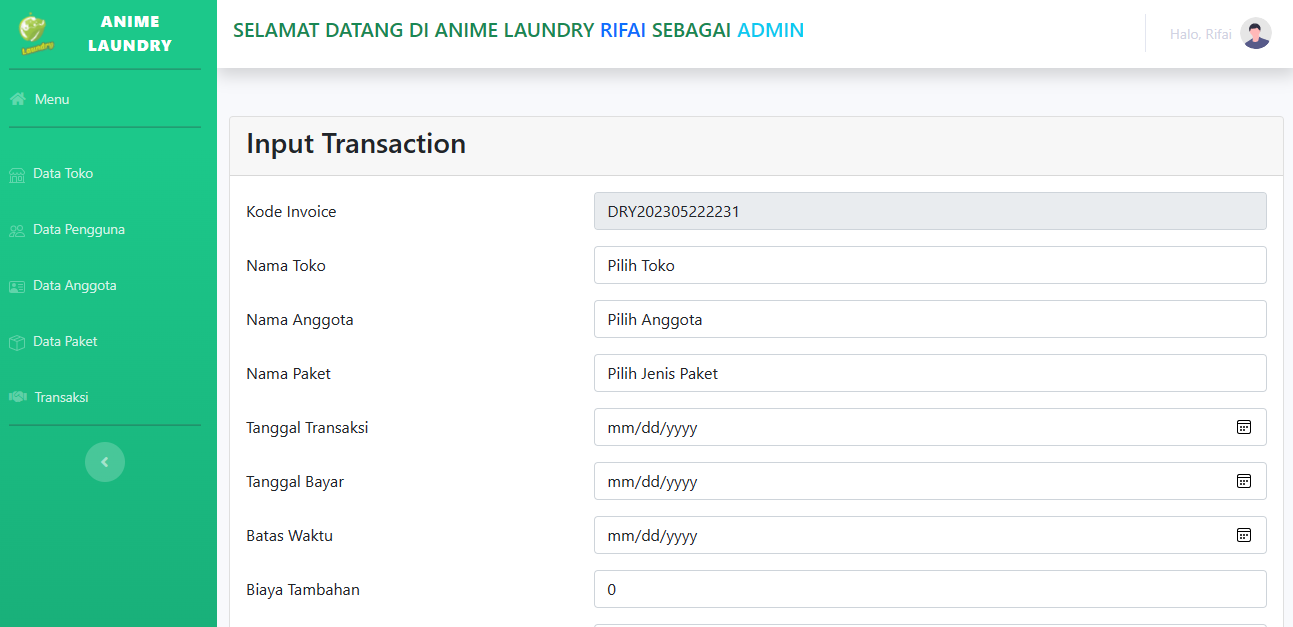 Laundry
ANIME
LAUNDRY
SELAMAT DATANG DI ANIME LAUNDRY RIFAI SEBAGAI ADMIN
Halo, Rifai
Menu
Data Toko
Data Pengguna
Data Anggota
Data Paket
Transaksi
Input Transaction
Kode Invoice
DRY202305222231
Nama Toko
Pilih Toko
Nama Anggota
Pilih Anggota
Nama Paket
Pilih Jenis Paket
Tanggal Transaksi
mm/dd/yyyy
Tanggal Bayar
mm/dd/yyyy
Batas Waktu
mm/dd/yyyy
Biaya Tambahan
0